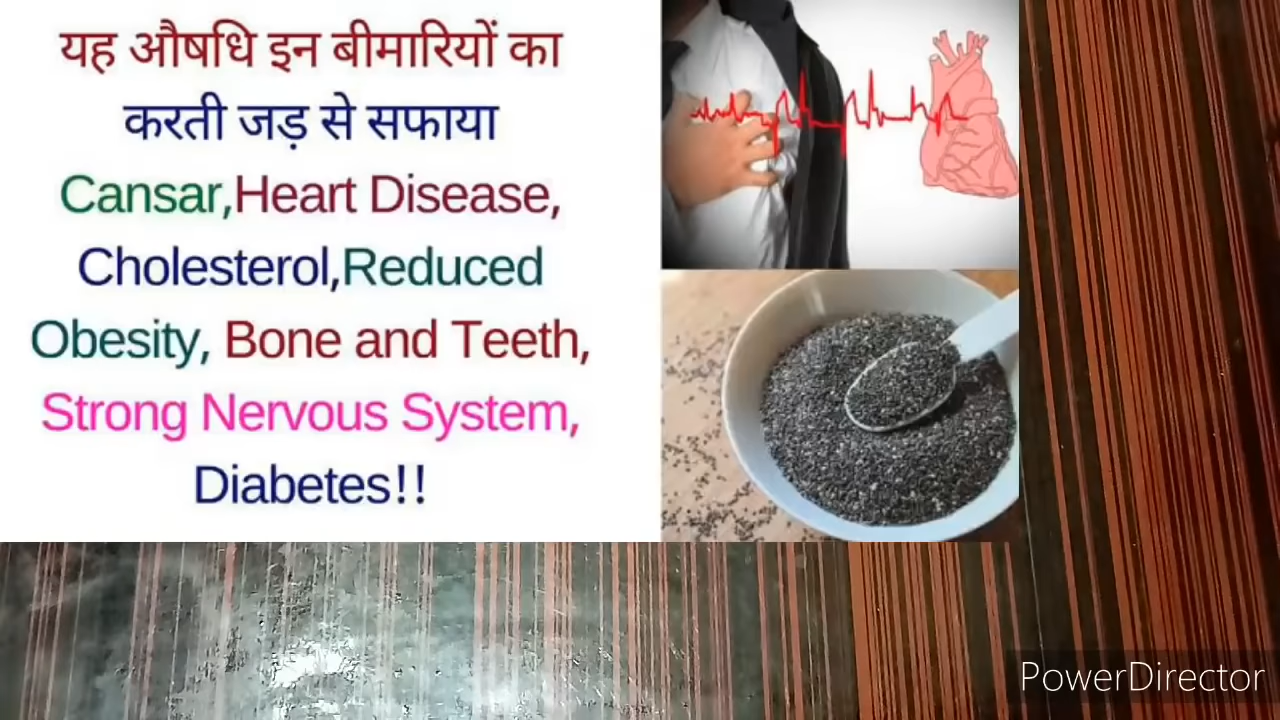 यह औषधि इन बीमारियों का
करती जड़ से सफाया
Cansar,Heart Disease,
Cholesterol,Reduced
Obesity, Bone and Teeth,
Strong Nervous System,
Diabetes!!
PowerDirector